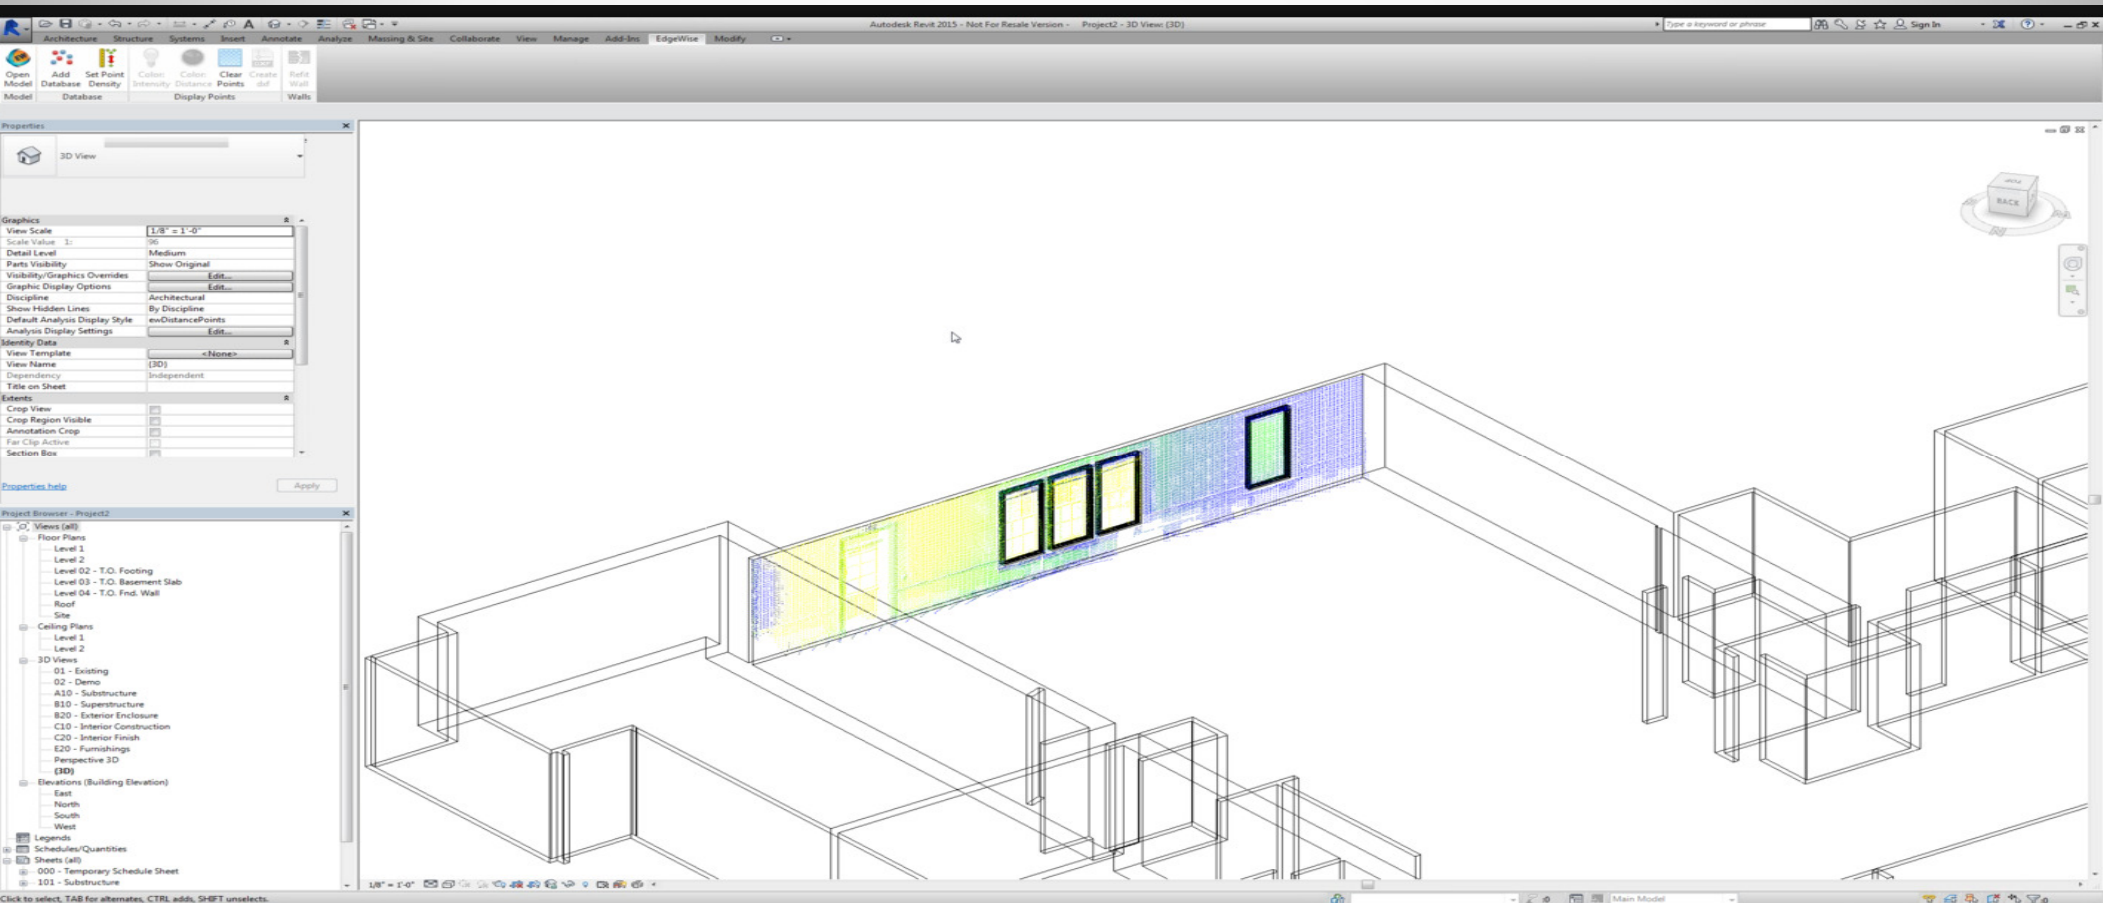 Autodesk Revit 2015 - Not For Resale Version -    Project2 - 3D View: {3D}
Type a keyword or phrase
Sign In
Architecture Structure Systems Insert Annotate Analyze Massing & Site Collaborate View Manage Add-Ins EdgeWise Modify
Open Model
Add Database
Set Point Density
Color: Intensity
Color: Distance
Clear Points
Create dxf
Refit Wall
Model Database Display Points Walls
Properties
3D View
Graphics
View Scale 1/8" = 1'-0"
Scale Value 1: 96
Detail Level Medium
Parts Visibility Show Original
Visibility/Graphics Overrides Edit...
Graphic Display Options Edit...
Discipline Architectural
Show Hidden Lines By Discipline
Default Analysis Display Style ewDistancePoints
Analysis Display Settings Edit...
Identity Data
View Template <None>
View Name {3D}
Dependency Independent
Title on Sheet
Extents
Crop View
Crop Region Visible
Annotation Crop
Far Clip Active
Section Box
Properties help Apply
Project Browser - Project2
Views (all)
Floor Plans
Level 1
Level 2
Level 02 - T.O. Footing
Level 03 - T.O. Basement Slab
Level 04 - T.O. Fnd. Wall
Roof
Site
Ceiling Plans
Level 1
Level 2
3D Views
01 - Existing
02 - Demo
A10 - Substructure
B10 - Superstructure
B20 - Exterior Enclosure
C10 - Interior Construction
C20 - Interior Finish
E20 - Furnishings
Perspective 3D
{3D}
Elevations (Building Elevation)
East
North
South
West
Legends
Schedules/Quantities
Sheets (all)
000 - Temporary Schedule Sheet
101 - Substructure
BACK
1/8" = 1'-0"
Click to select, TAB for alternates, CTRL adds, SHIFT unselects.
:0
Main Model
:0